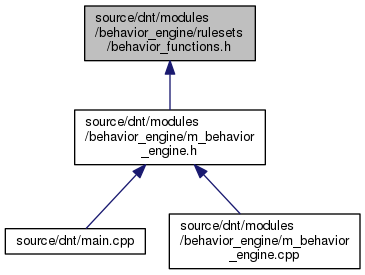 source/dnt/modules
/behavior_engine/rulesets
/behavior_functions.h
source/dnt/modules
/behavior_engine/m_behavior
_engine.h
source/dnt/main.cpp
source/dnt/modules
/behavior_engine/m_behavior
_engine.cpp